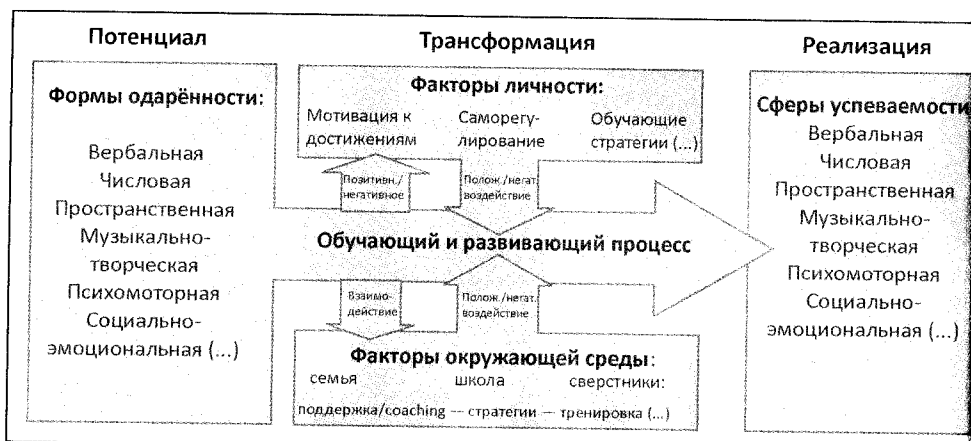 Потенциал
Трансформация
Реализация
Формы одарённости:
Вербальная
Числовая
Пространственная
Музыкально-
творческая
Психомоторная
Социально-
эмоциональная (...)
Факторы личности:
Мотивация к
достижениям
Саморегу-
лирование
Обучающие
стратегии (...)
Позитивн./
негативное
Полож./негат.
воздействие
Обучающий и развивающий процесс
Взаимо-
действие
Полож./негат.
воздействие
Факторы окружающей среды:
семья школа сверстники:
поддержка/coaching — стратегии — тренировка (...)
Сферы успеваемости
Вербальная
Числовая
Пространственная
Музыкально-
творческая
Психомоторная
Социально-
эмоциональная (...)